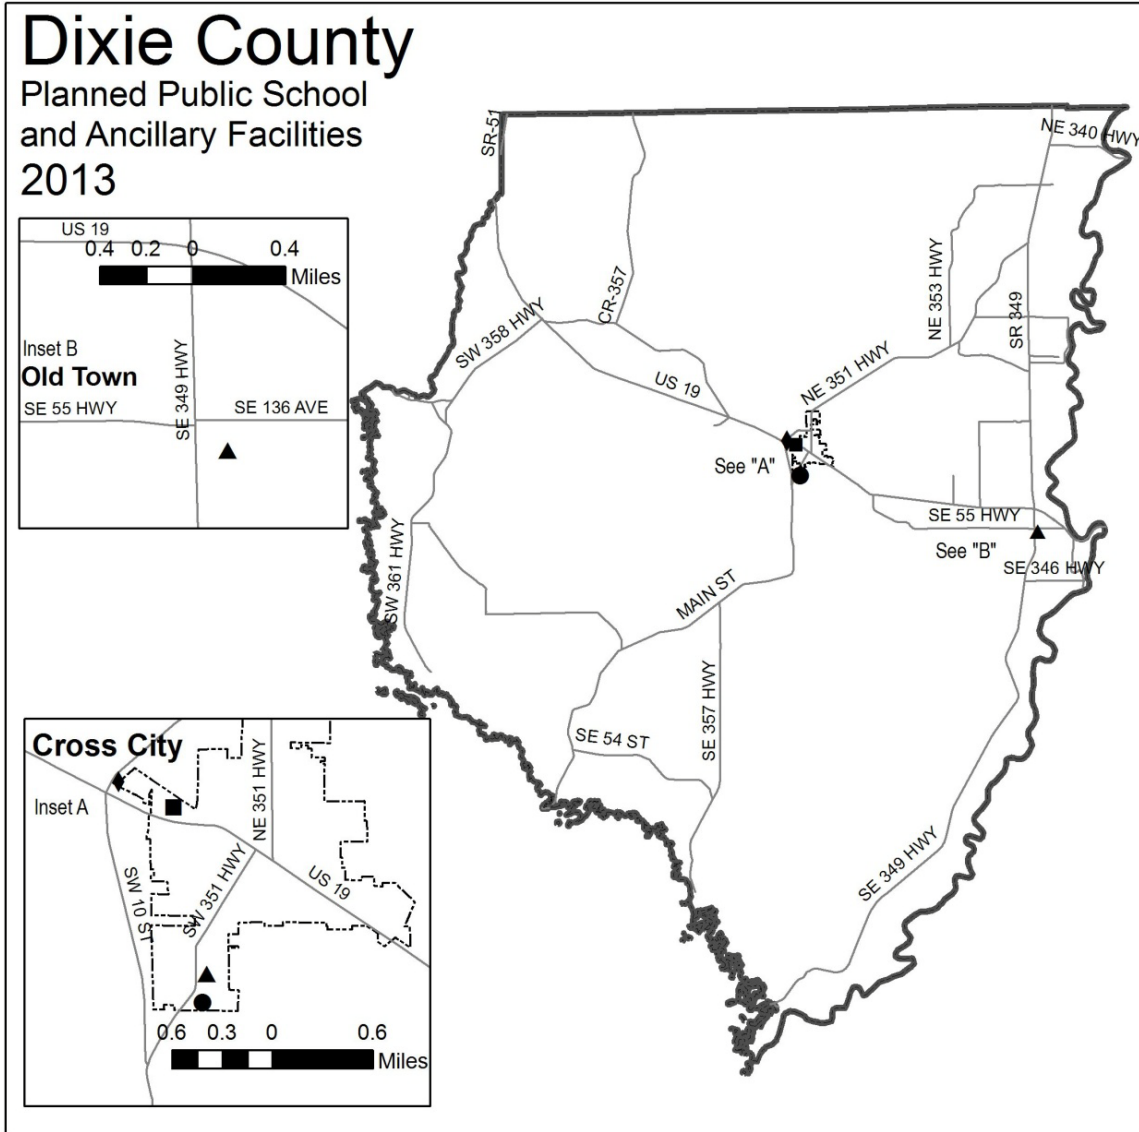 Dixie County
Planned Public School
and Ancillary Facilities
2013
US 19
0.4 0.2 0 0.4
Miles
Inset B
Old Town
SE 349 HWY
SE 55 HWY
SE 136 AVE
SR-51
NE 340 HWY
CR-357
NE 353 HWY
SR 349
SW 358 HWY
US 19
NE 351 HWY
See "A"
SE 55 HWY
See "B"
SE 346 HWY
SW 361 HWY
MAIN ST
SE 357 HWY
SE 54 ST
SE 349 HWY
Cross City
Inset A
NE 351 HWY
SW 10 ST
SW 351 HWY
US 19
0.6 0.3 0 0.6
Miles